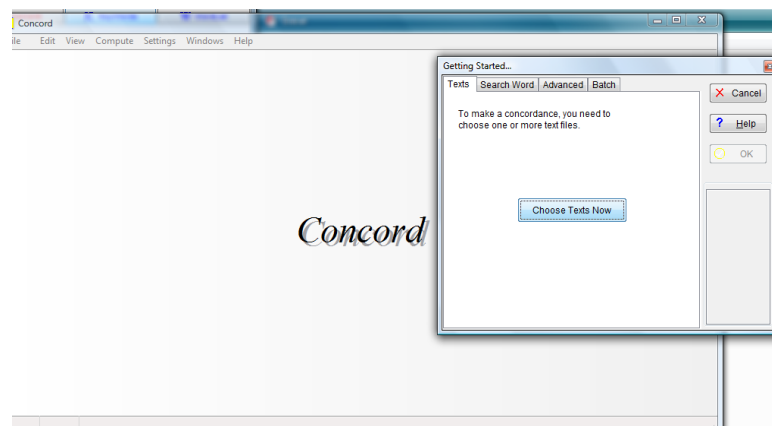 Concord
ile Edit View Compute Settings Windows Help
Getting Started...
Texts Search Word Advanced Batch
Cancel
To make a concordance, you need to
choose one or more text files.
? Help
OK
Choose Texts Now
Concord